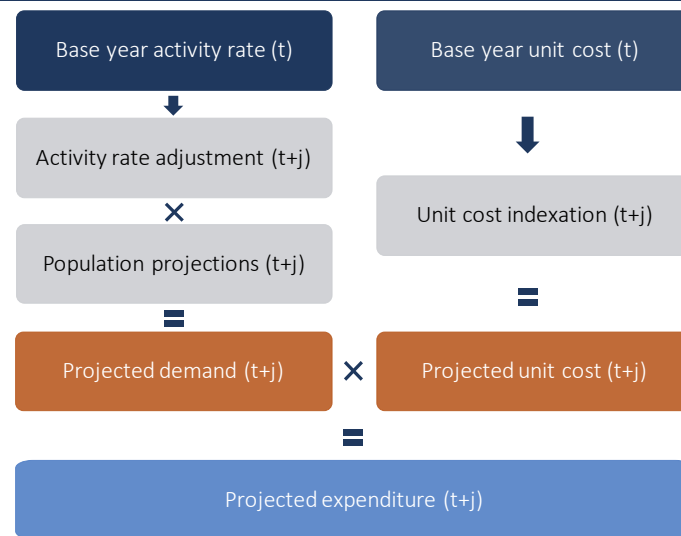 Base year activity rate (t)
Base year unit cost (t)
Activity rate adjustment (t+j)
Unit cost indexation (t+j)
×
Population projections (t+j)
=
=
Projected demand (t+j)
×
Projected unit cost (t+j)
=
Projected expenditure (t+j)